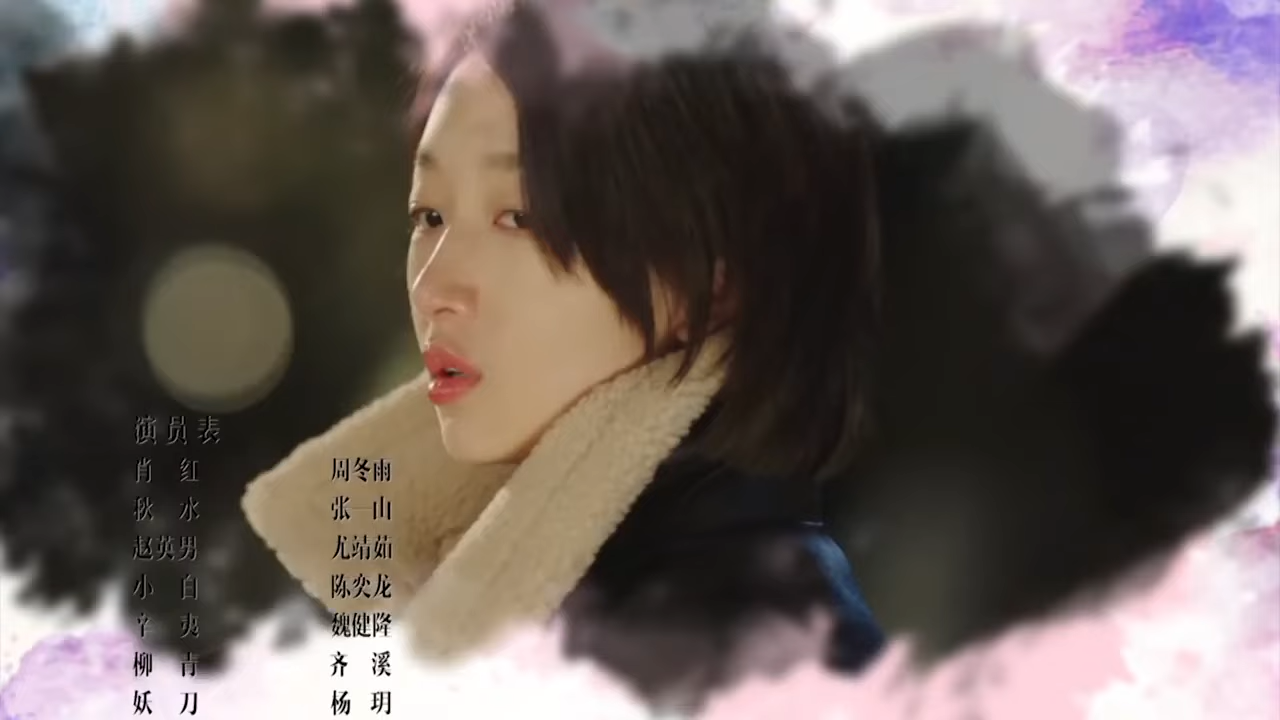 演员表
肖 红 周冬雨
秋 水 张一山
赵英男 尤靖茹
小 白 陈奕龙
辛 夷 魏健隆
柳 青 齐 溪
妖 刀 杨 玥